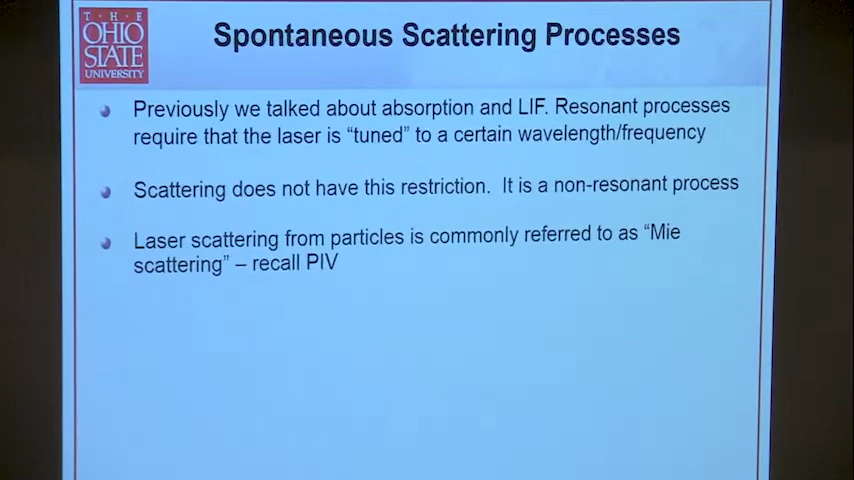 THE
OHIO
STATE
UNIVERSITY
Spontaneous Scattering Processes
Previously we talked about absorption and LIF. Resonant processes
require that the laser is “tuned” to a certain wavelength/frequency
Scattering does not have this restriction. It is a non-resonant process
Laser scattering from particles is commonly referred to as “Mie
scattering” – recall PIV